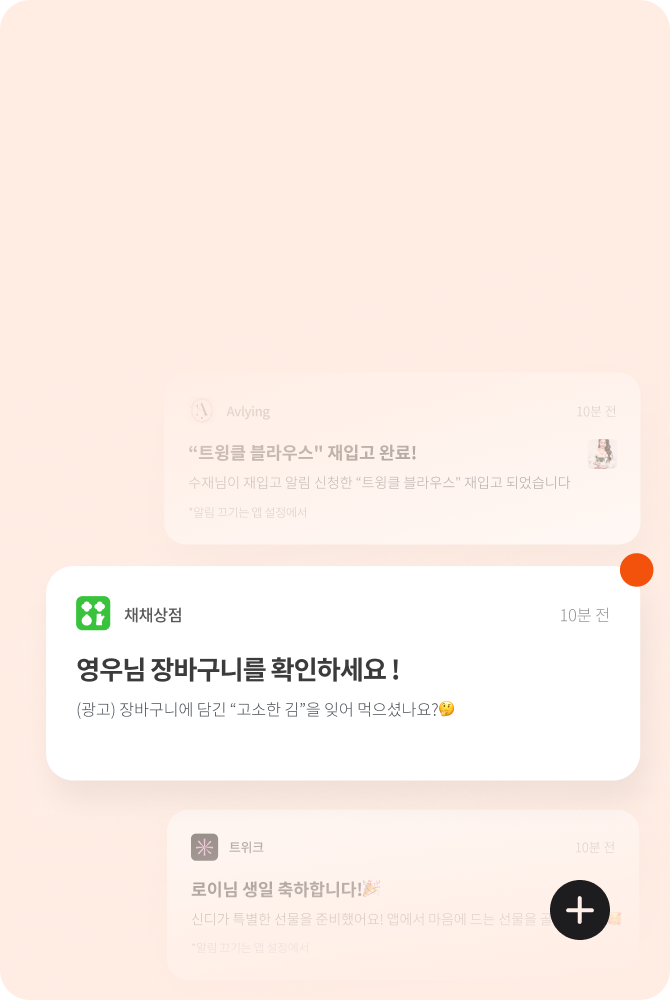 Avlying
10분 전
“트윙클 블라우스" 재입고 완료!
수재님이 재입고 알림 신청한 “트윙클 블라우스” 재입고 되었습니다
*알림 끄기는 앱 설정에서
채채상점
10분 전
영우님 장바구니를 확인하세요 !
(광고) 장바구니에 담긴 “고소한 김”을 잊어 먹으셨나요?🤔
트위크
10분 전
로이님 생일 축하합니다!🎉
신디가 특별한 선물을 준비했어요! 앱에서 마음에 드는 선물을
*알림 끄기는 앱 설정에서